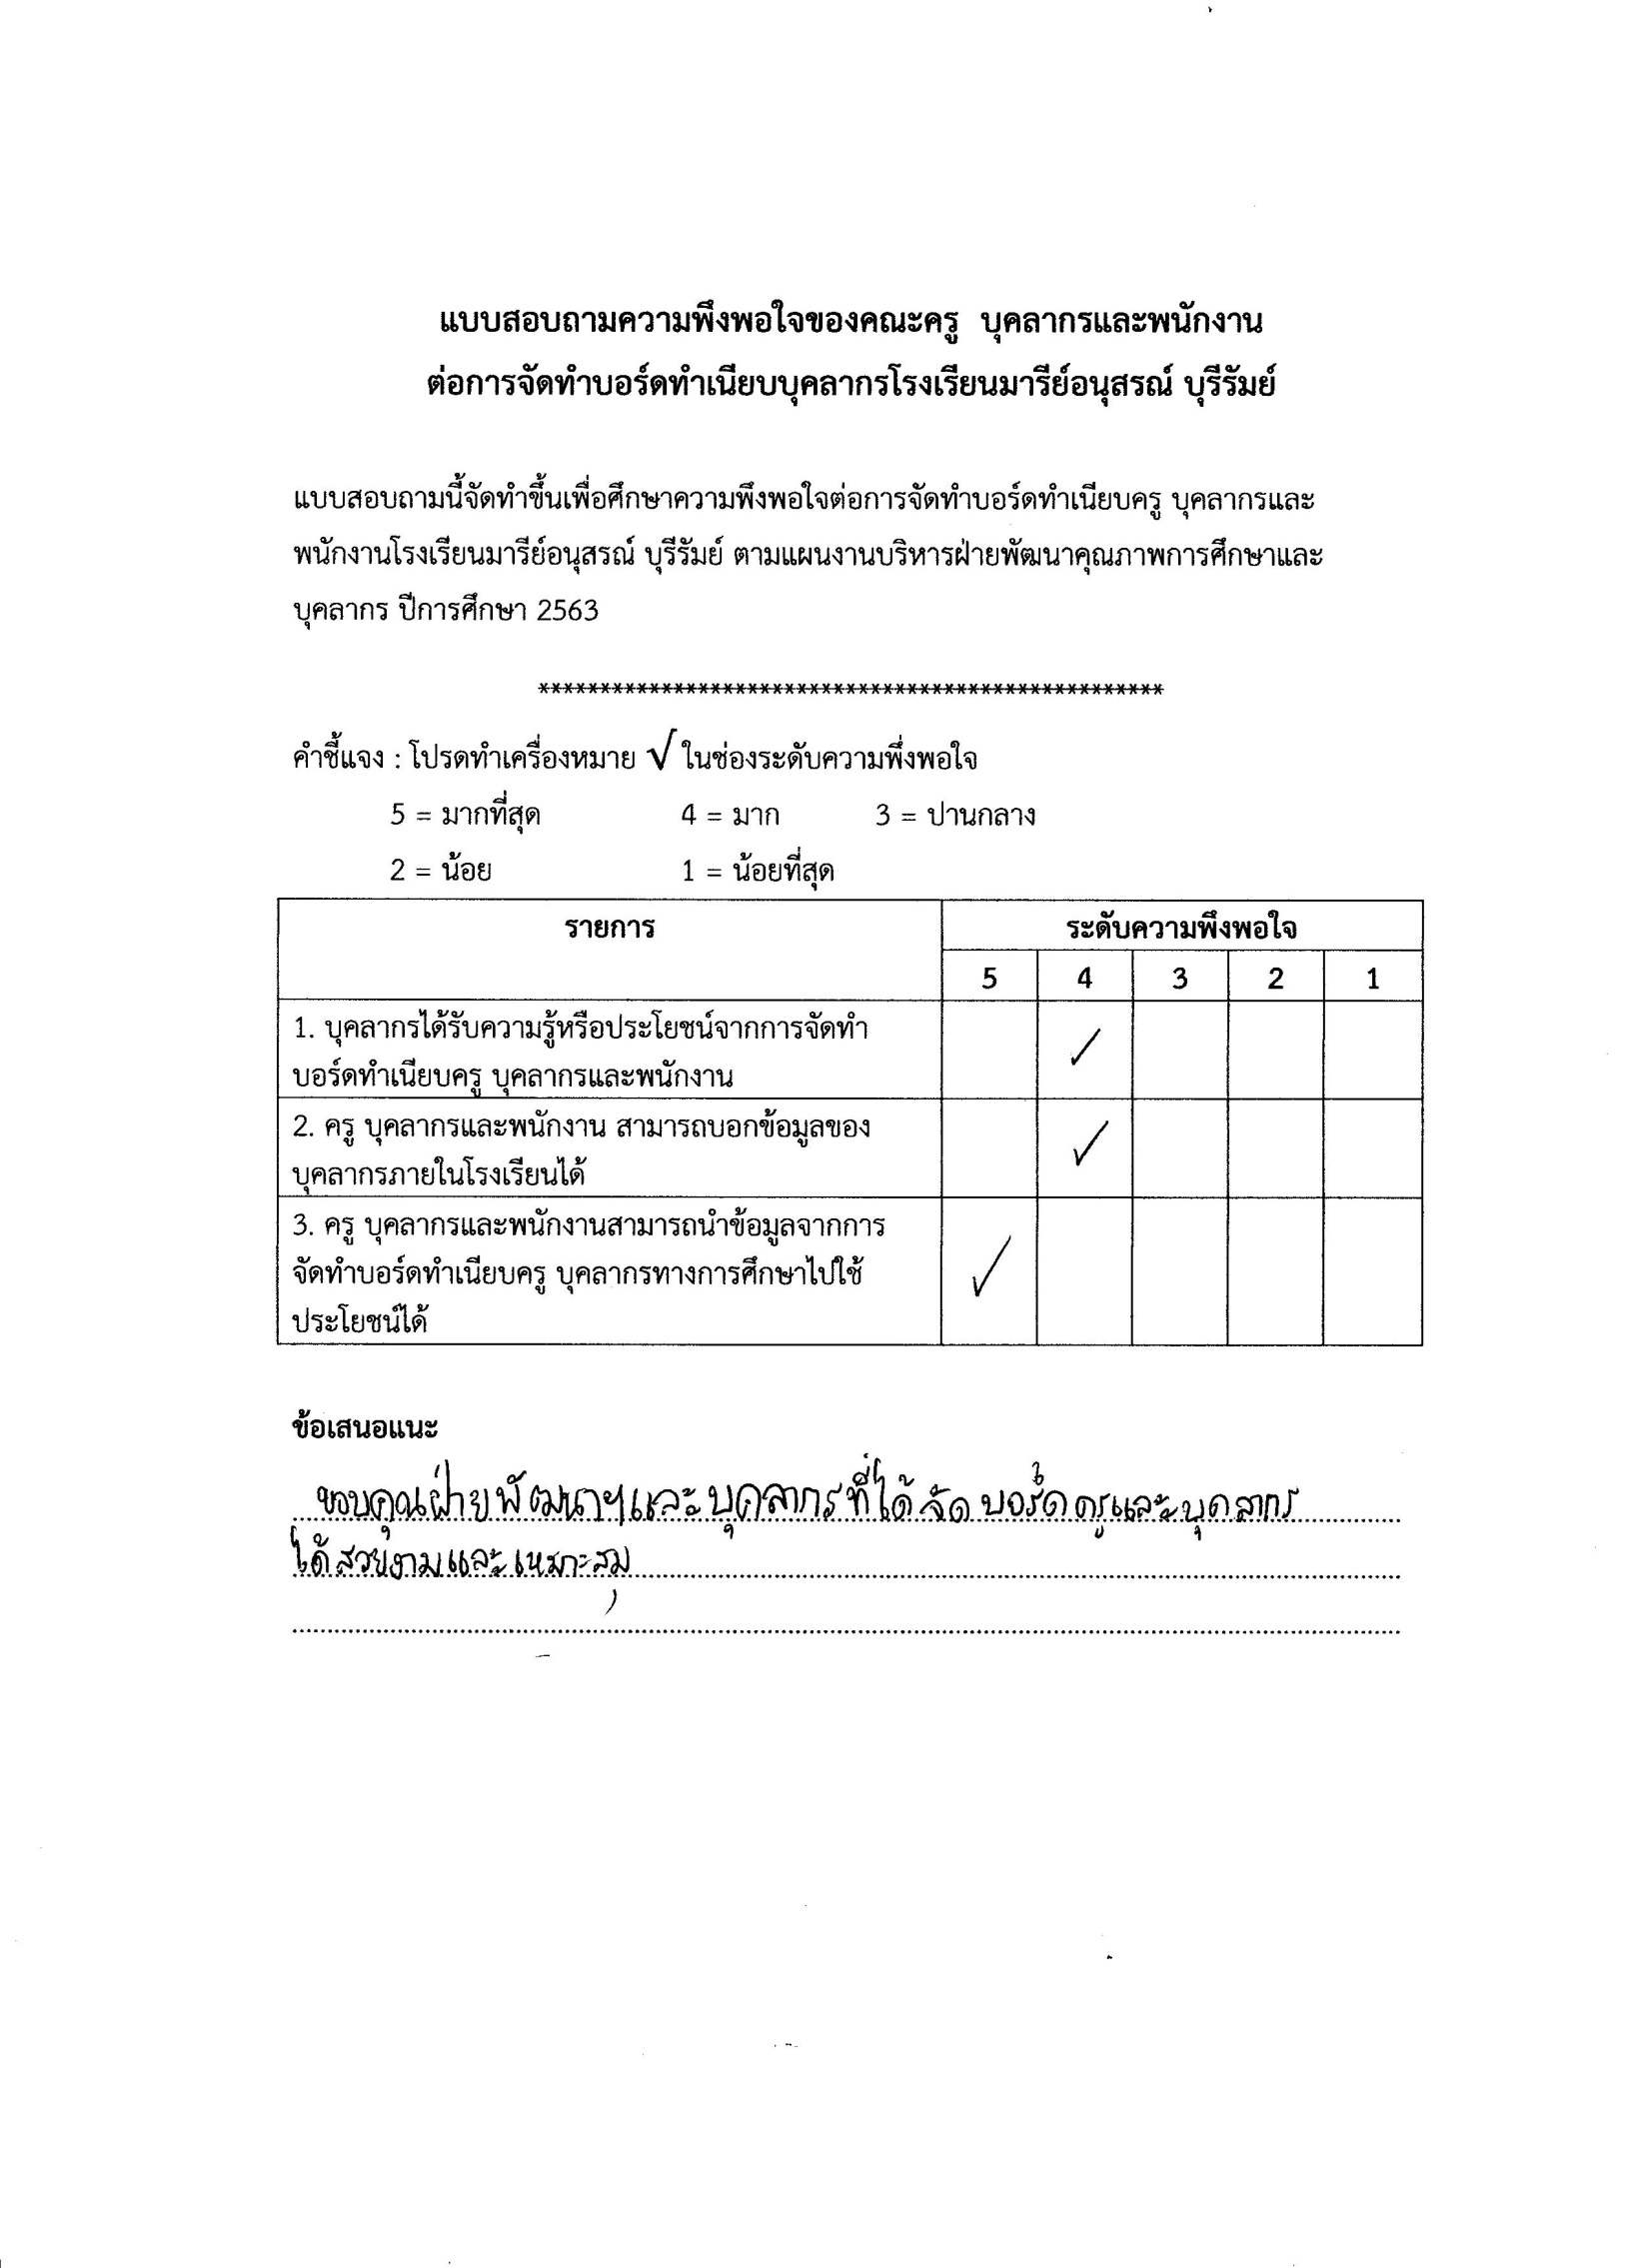 แบบสอบถามความพึงพอใจของคณะครู บุคลากรและพนักงาน
ต่อการจัดทำบอร์ดทำเนียบบุคลากรโรงเรียนมารีย์อนุสรณ์ บุรีรัมย์
แบบสอบถามนี้จัดทำขึ้นเพื่อศึกษาความพึงพอใจต่อการจัดทำบอร์ดทำเนียบครู บุคลากรและ
พนักงานโรงเรียนมารีย์อนุสรณ์ บุรีรัมย์ ตามแผนงานบริหารฝ่ายพัฒนาคุณภาพการศึกษาและ
บุคลากร ปีการศึกษา 2563
***************************************************
คำชี้แจง : โปรดทำเครื่องหมาย √ ในช่องระดับความพึ่งพอใจ
5 = มากที่สุด 4 = มาก 3 = ปานกลาง
2 = น้อย 1 = น้อยที่สุด
รายการ ระดับความพึงพอใจ
5 4 3 2 1
1. บุคลากรได้รับความรู้หรือประโยชน์จากการจัดทำ
บอร์ดทำเนียบครู บุคลากรและพนักงาน ✓
2. ครู บุคลากรและพนักงาน สามารถบอกข้อมูลของ
บุคลากรภายในโรงเรียนได้ ✓
3. ครู บุคลากรและพนักงานสามารถนำข้อมูลจากการ
จัดทำบอร์ดทำเนียบครู บุคลากรทางการศึกษาไปใช้ ✓
ประโยชน์ได้
ข้อเสนอแนะ
ขอบคุณฝ่ายพัฒนาฯและบุคลากรที่ได้จัดบอร์ดครูและบุคลากร
ได้สวยงามและเหมาะสม